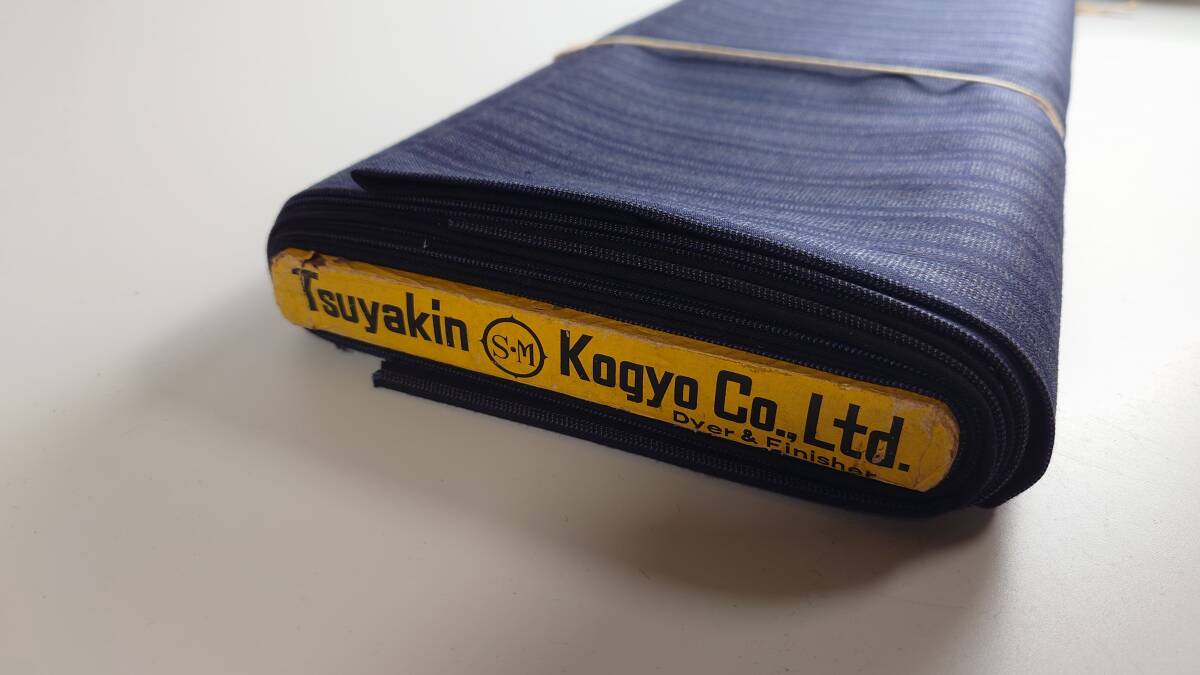 Tsuyakin S·M Kogyo Co., Ltd.
Dyer & Finisher